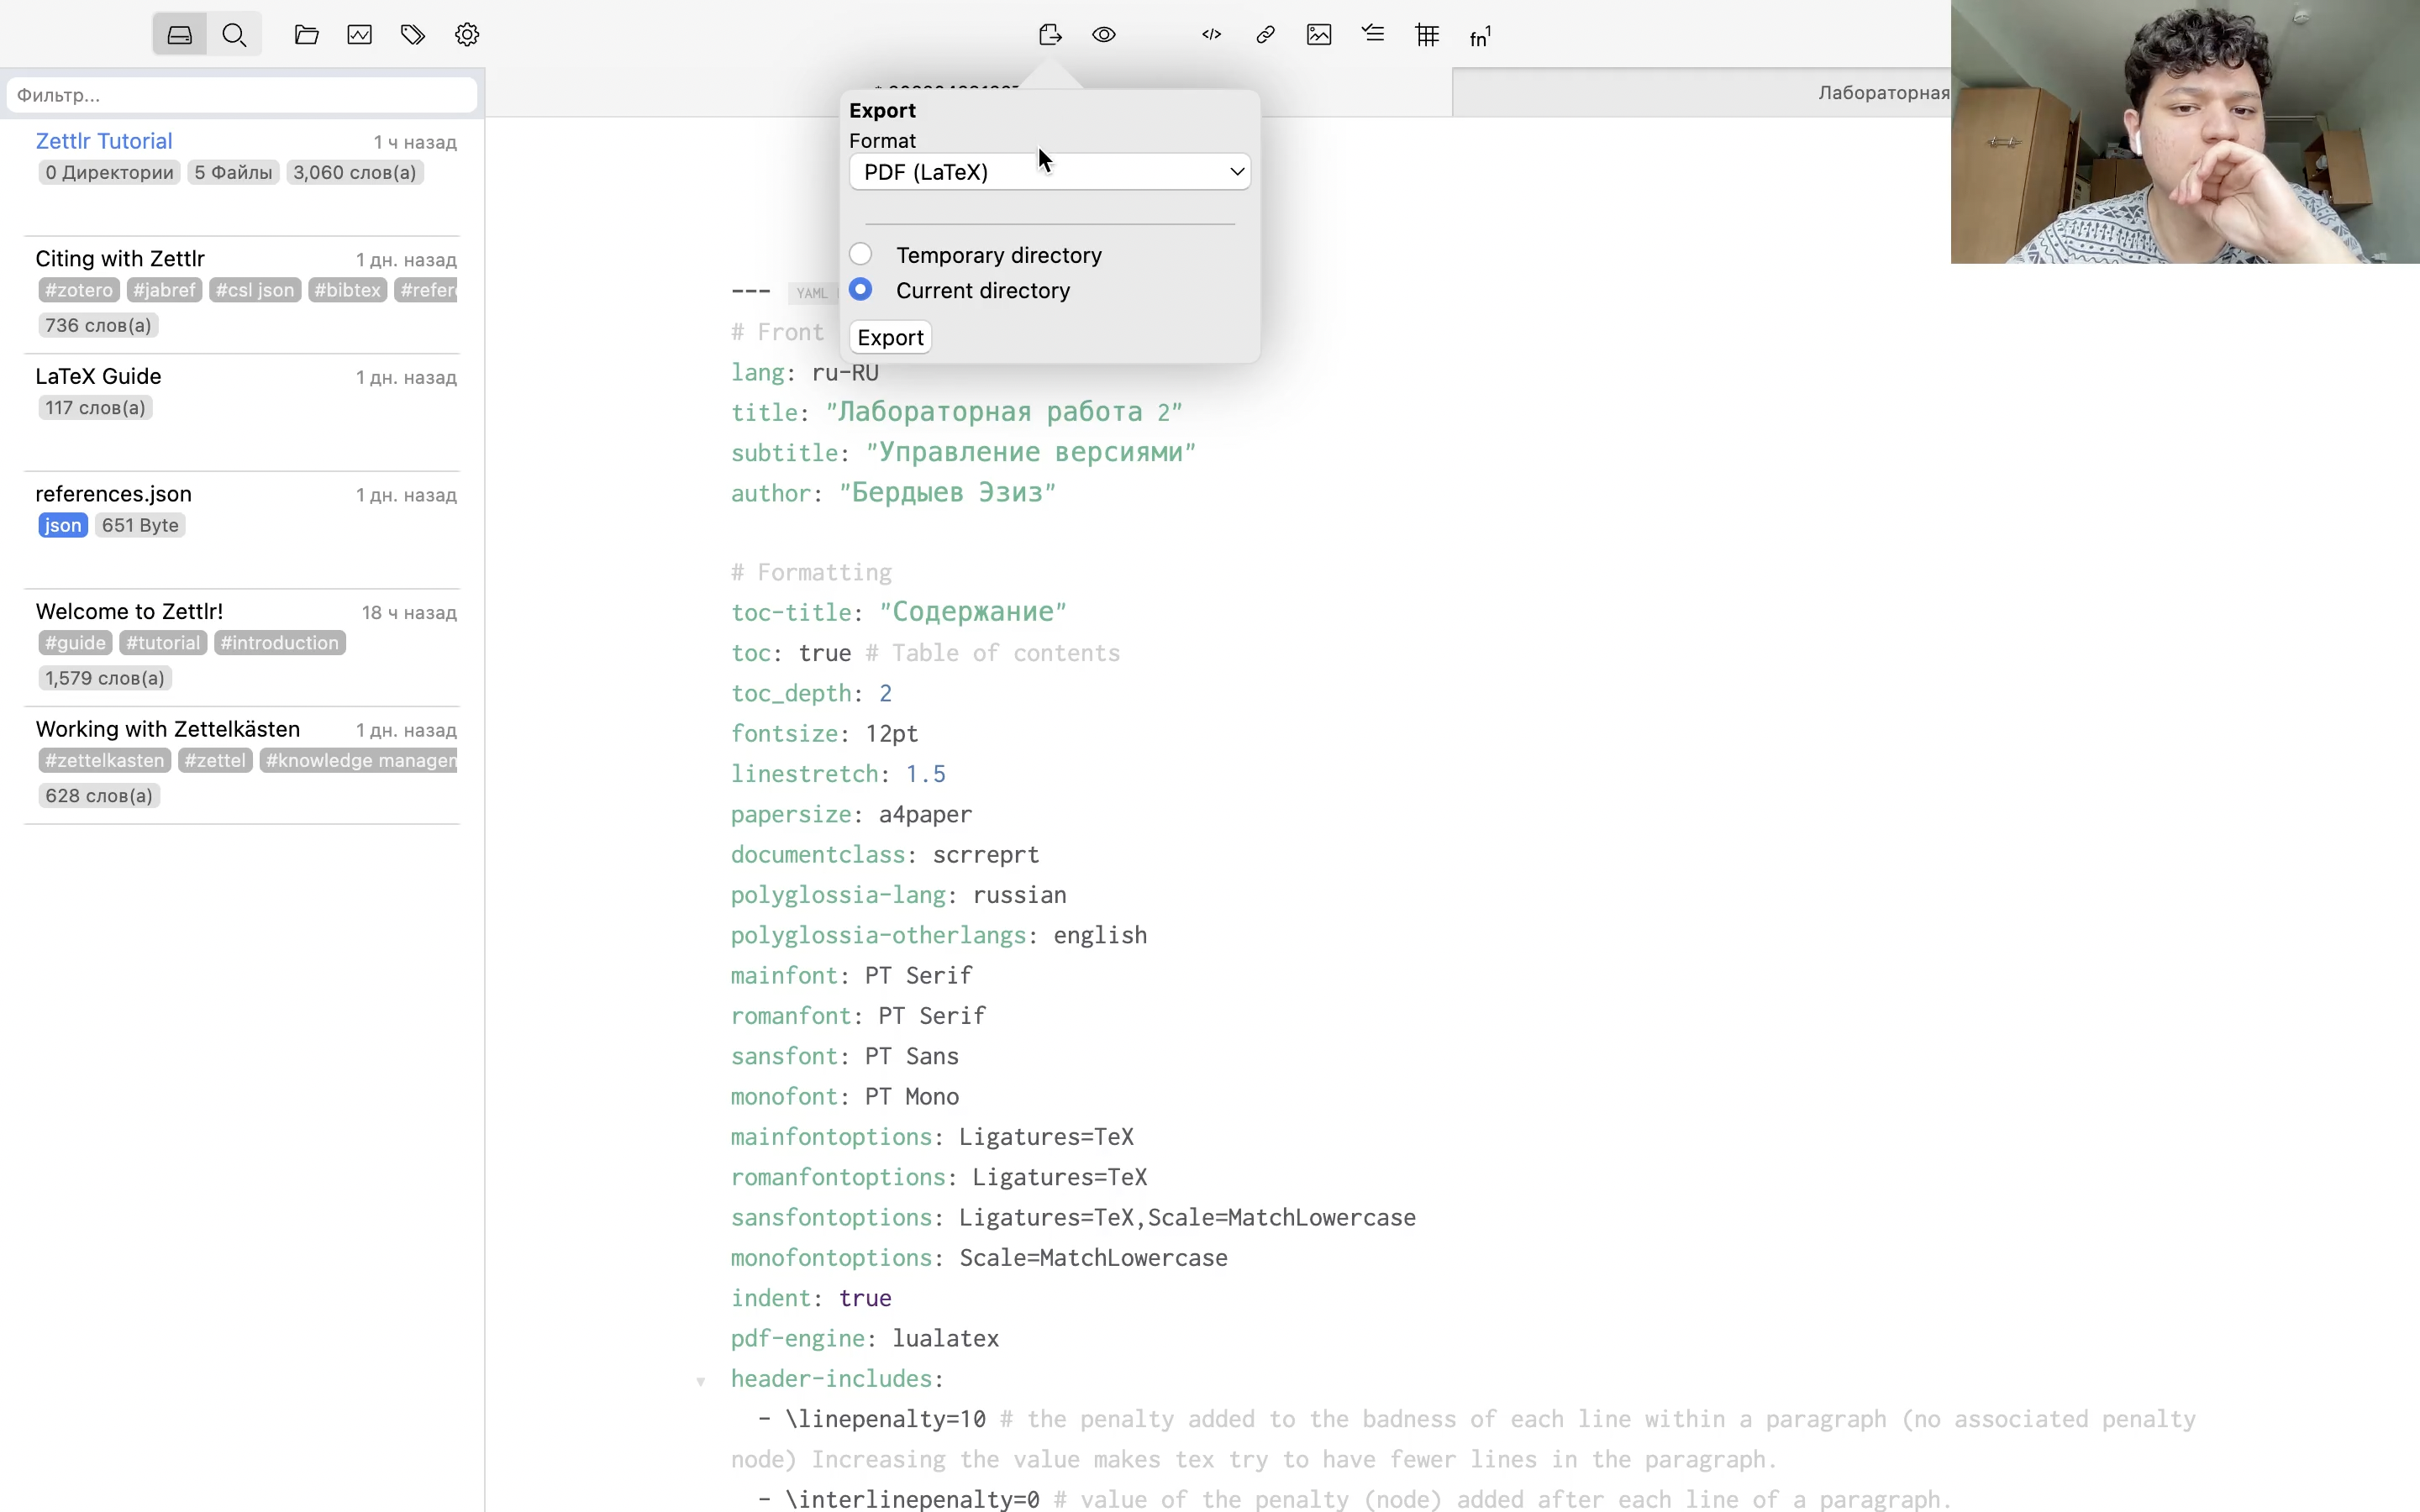 fn1
Фильтр...
Лабораторная
Zettlr Tutorial 1 ч назад
0 Директории 5 Файлы 3,060 слов(а)
Citing with Zettlr 1 дн. назад
#zotero #jabref #csl json #bibtex #refere
736 слов(а)
LaTeX Guide 1 дн. назад
117 слов(а)
references.json 1 дн. назад
json 651 Byte
Welcome to Zettlr! 18 ч назад
#guide #tutorial #introduction
1,579 слов(а)
Working with Zettelkästen 1 дн. назад
#zettelkasten #zettel #knowledge managen
628 слов(а)
Export
Format
PDF (LaTeX)
Temporary directory
Current directory
Export
--- YAML
# Front
lang: ru-RU
title: "Лабораторная работа 2"
subtitle: "Управление версиями"
author: "Бердыев Эзиз"
# Formatting
toc-title: "Содержание"
toc: true # Table of contents
toc_depth: 2
fontsize: 12pt
linestretch: 1.5
papersize: a4paper
documentclass: scrreprt
polyglossia-lang: russian
polyglossia-otherlangs: english
mainfont: PT Serif
romanfont: PT Serif
sansfont: PT Sans
monofont: PT Mono
mainfontoptions: Ligatures=TeX
romanfontoptions: Ligatures=TeX
sansfontoptions: Ligatures=TeX,Scale=MatchLowercase
monofontoptions: Scale=MatchLowercase
indent: true
pdf-engine: lualatex
header-includes:
- \linepenalty=10 # the penalty added to the badness of each line within a paragraph (no associated penalty
node) Increasing the value makes tex try to have fewer lines in the paragraph.
- \interlinepenalty=0 # value of the penalty (node) added after each line of a paragraph.